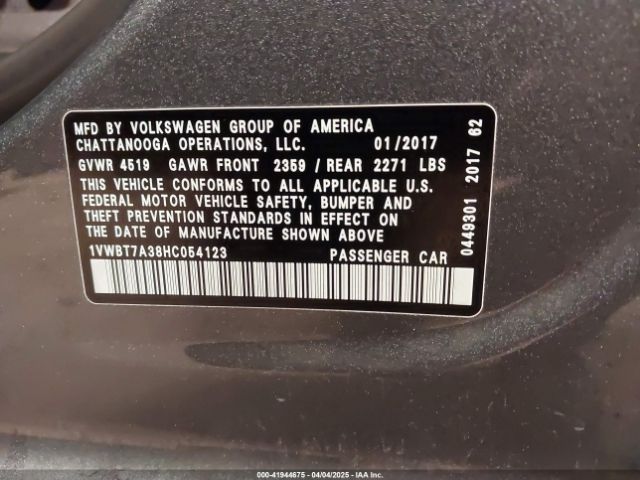 MFD BY VOLKSWAGEN GROUP OF AMERICA
CHATTANOOGA OPERATIONS, LLC. 01/2017
GVWR 4519 GAWR FRONT 2359 / REAR 2271 LBS
THIS VEHICLE CONFORMS TO ALL APPLICABLE U.S.
FEDERAL MOTOR VEHICLE SAFETY, BUMPER AND
THEFT PREVENTION STANDARDS IN EFFECT ON
THE DATE OF MANUFACTURE SHOWN ABOVE.
1VWBT7A38HC054123 PASSENGER CAR
0449301 2017 62
000-41944675 - 04/04/2025 - IAA Inc.